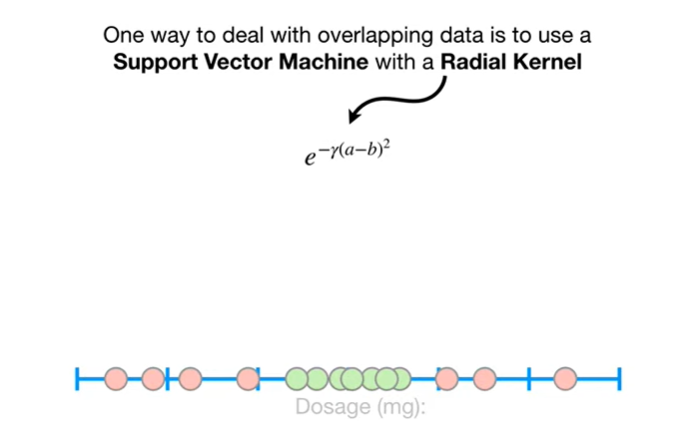 One way to deal with overlapping data is to use a
Support Vector Machine with a Radial Kernel
e^−γ(a−b)²
Dosage (mg):